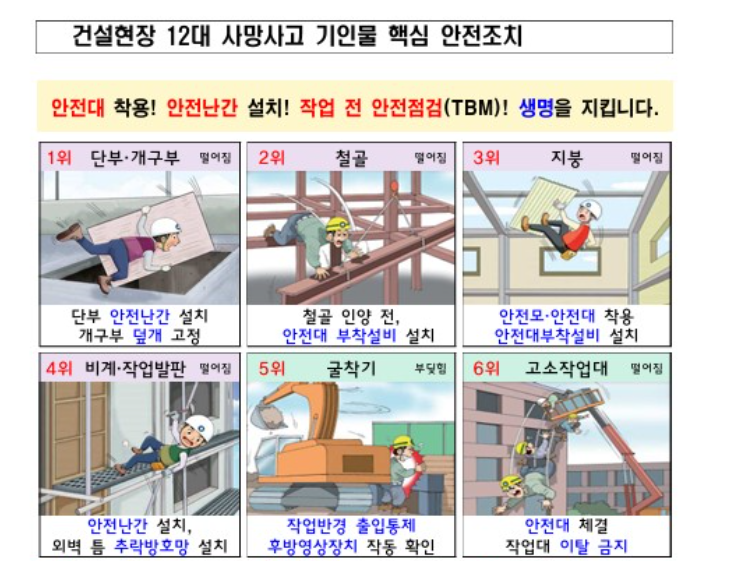 건설현장 12대 사망사고 기인물 핵심 안전조치
안전대 착용! 안전난간 설치! 작업 전 안전점검(TBM)! 생명을 지킵니다.
1위 단부·개구부 떨어짐
단부 안전난간 설치
개구부 덮개 고정
2위 철골 떨어짐
철골 인양 전,
안전대 부착설비 설치
3위 지붕 떨어짐
안전모·안전대 착용
안전대부착설비 설치
4위 비계·작업발판 떨어짐
안전난간 설치,
외벽 틈 추락방호망 설치
5위 굴착기 부딪힘
작업반경 출입통제
후방영상장치 작동 확인
6위 고소작업대 떨어짐
안전대 체결
작업대 이탈 금지